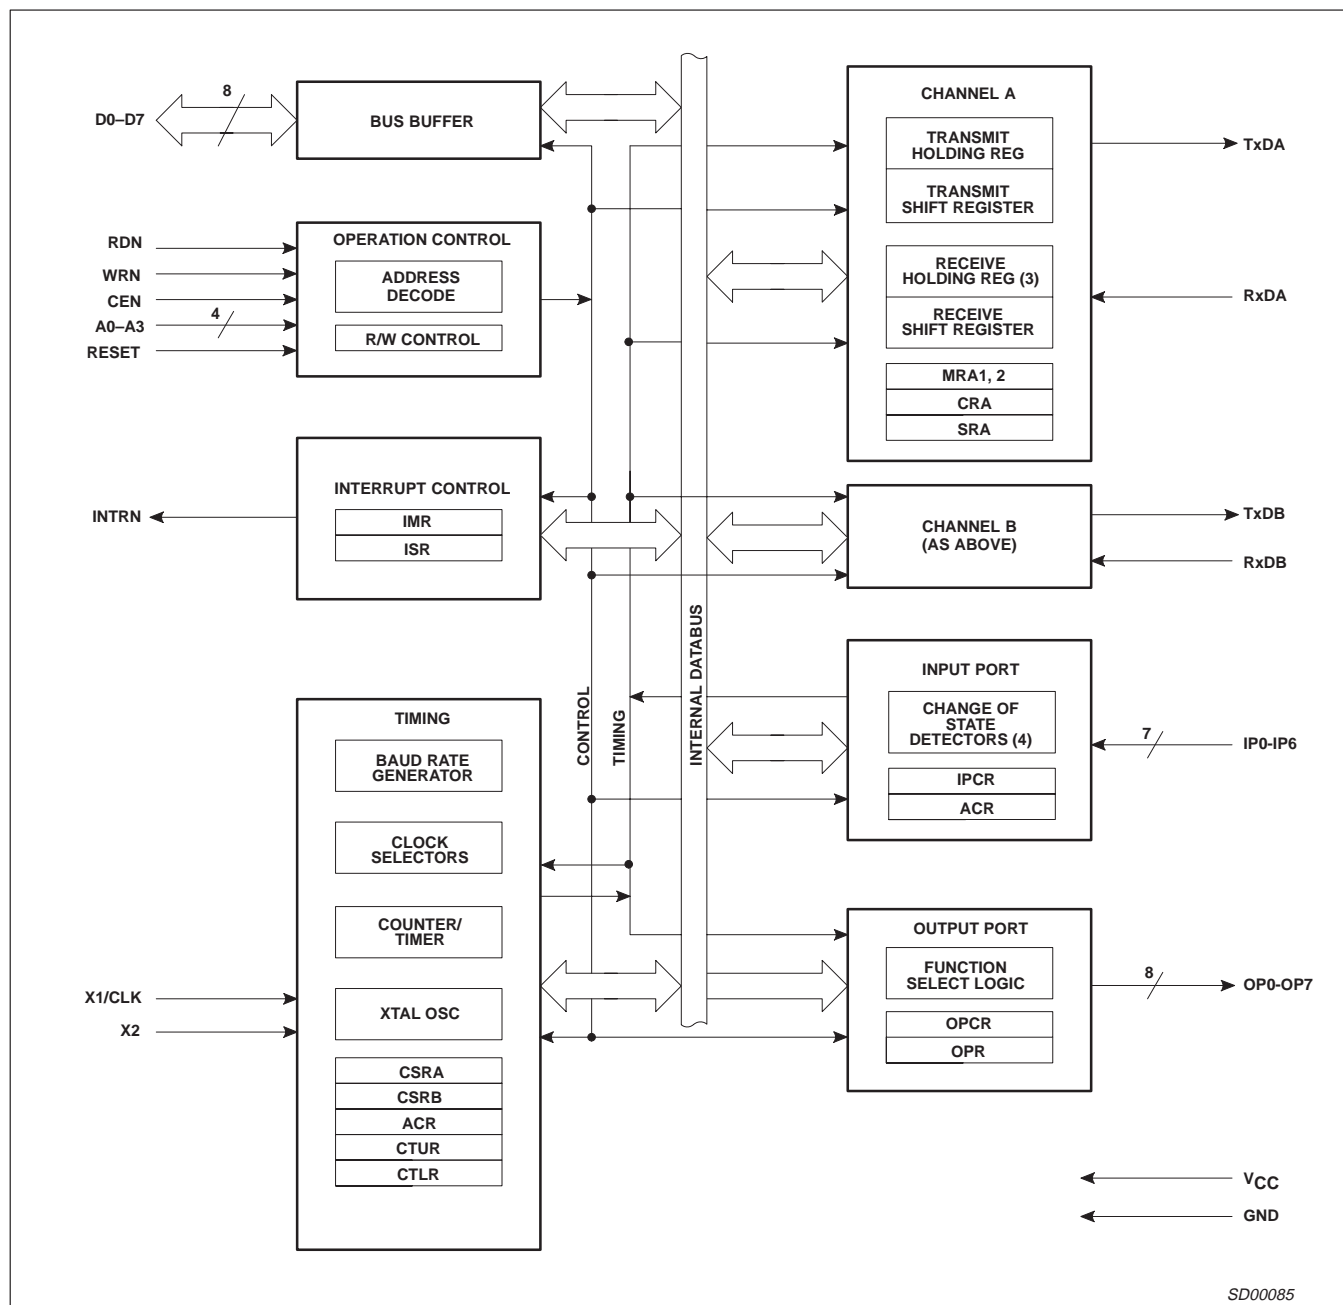 8
D0–D7
BUS BUFFER
RDN
WRN
CEN
4
A0–A3
RESET
OPERATION CONTROL
ADDRESS
DECODE
R/W CONTROL
INTRN
INTERRUPT CONTROL
IMR
ISR
TIMING
BAUD RATE
GENERATOR
CLOCK
SELECTORS
COUNTER/
TIMER
X1/CLK
X2
XTAL OSC
CSRA
CSRB
ACR
CTUR
CTLR
CONTROL
TIMING
INTERNAL DATABUS
CHANNEL A
TRANSMIT
HOLDING REG
TRANSMIT
SHIFT REGISTER
RECEIVE
HOLDING REG (3)
RECEIVE
SHIFT REGISTER
MRA1, 2
CRA
SRA
TxDA
RxDA
CHANNEL B
(AS ABOVE)
TxDB
RxDB
INPUT PORT
CHANGE OF
STATE
DETECTORS (4)
IPCR
ACR
7
IP0-IP6
OUTPUT PORT
FUNCTION
SELECT LOGIC
OPCR
OPR
8
OP0-OP7
VCC
GND
SD00085